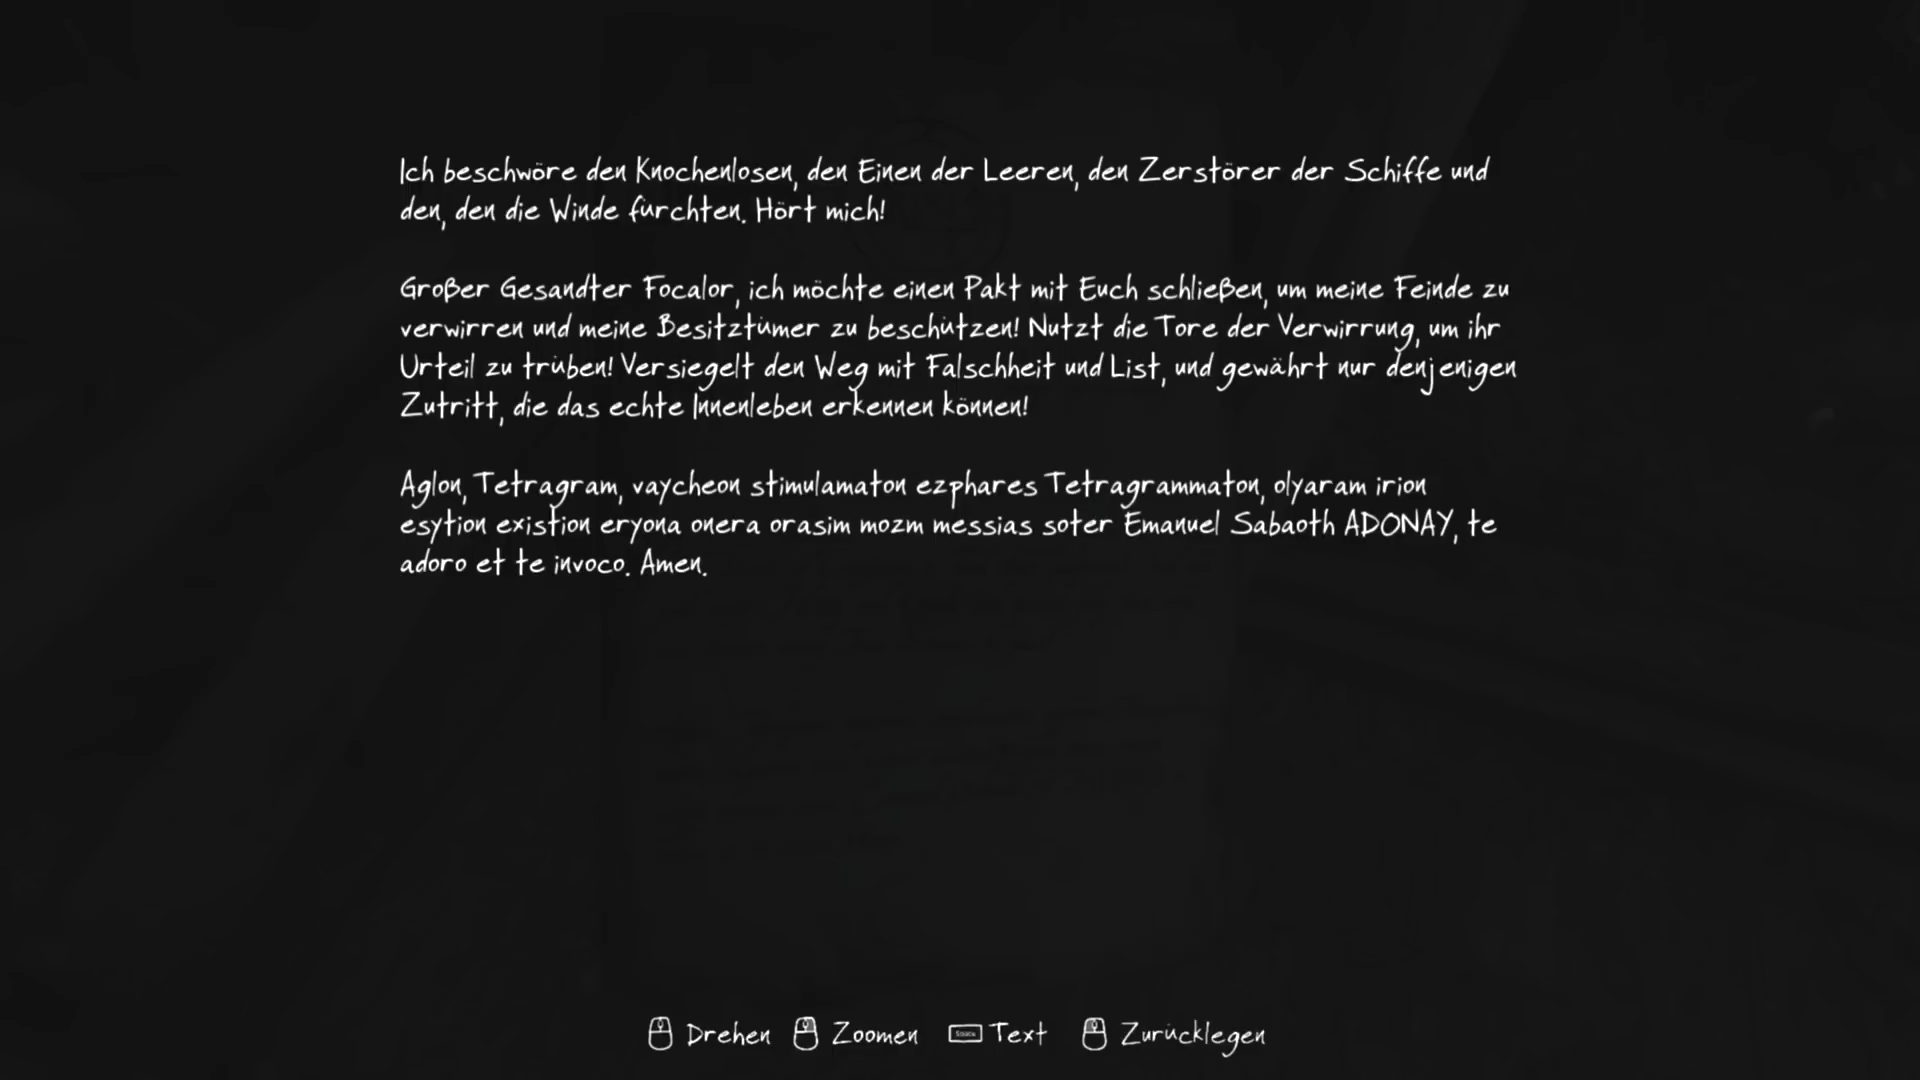 Ich beschwöre den Knochenlosen, den Einen der Leeren, den Zerstörer der Schiffe und
den, den die Winde fürchten. Hört mich!
Großer Gesandter Focalor, ich möchte einen Pakt mit Euch schließen, um meine Feinde zu
verwirren und meine Besitztümer zu beschützen! Nutzt die Tore der Verwirrung, um ihr
Urteil zu trüben! Versiegelt den Weg mit Falschheit und List, und gewährt nur denjenigen
Zutritt, die das echte Innenleben erkennen können!
Aglon, Tetragram, vaycheon stimulamaton ezphares Tetragrammaton, olyaram irion
esytion existion eryona onera orasim mozm messias soter Emanuel Sabaoth ADONAY, te
adoro et te invoco. Amen.
Drehen Zoomen Text Zurücklegen